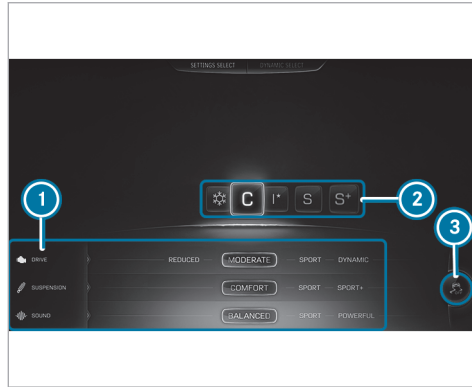 SETTINGS SELECT DYNAMIC SELECT
C I* S S+
1 2
3
DRIVE REDUCED MODERATE SPORT DYNAMIC
SUSPENSION COMFORT SPORT SPORT+
SOUND BALANCED SPORT POWERFUL